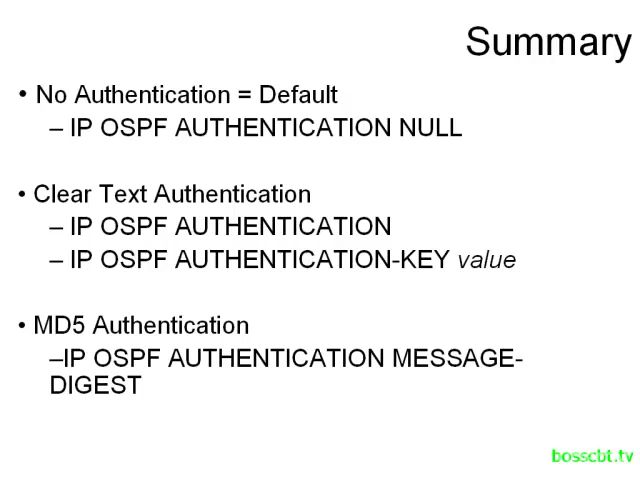 Summary
• No Authentication = Default
– IP OSPF AUTHENTICATION NULL
• Clear Text Authentication
– IP OSPF AUTHENTICATION
– IP OSPF AUTHENTICATION-KEY value
• MD5 Authentication
–IP OSPF AUTHENTICATION MESSAGE-
DIGEST
bosscbt.tv